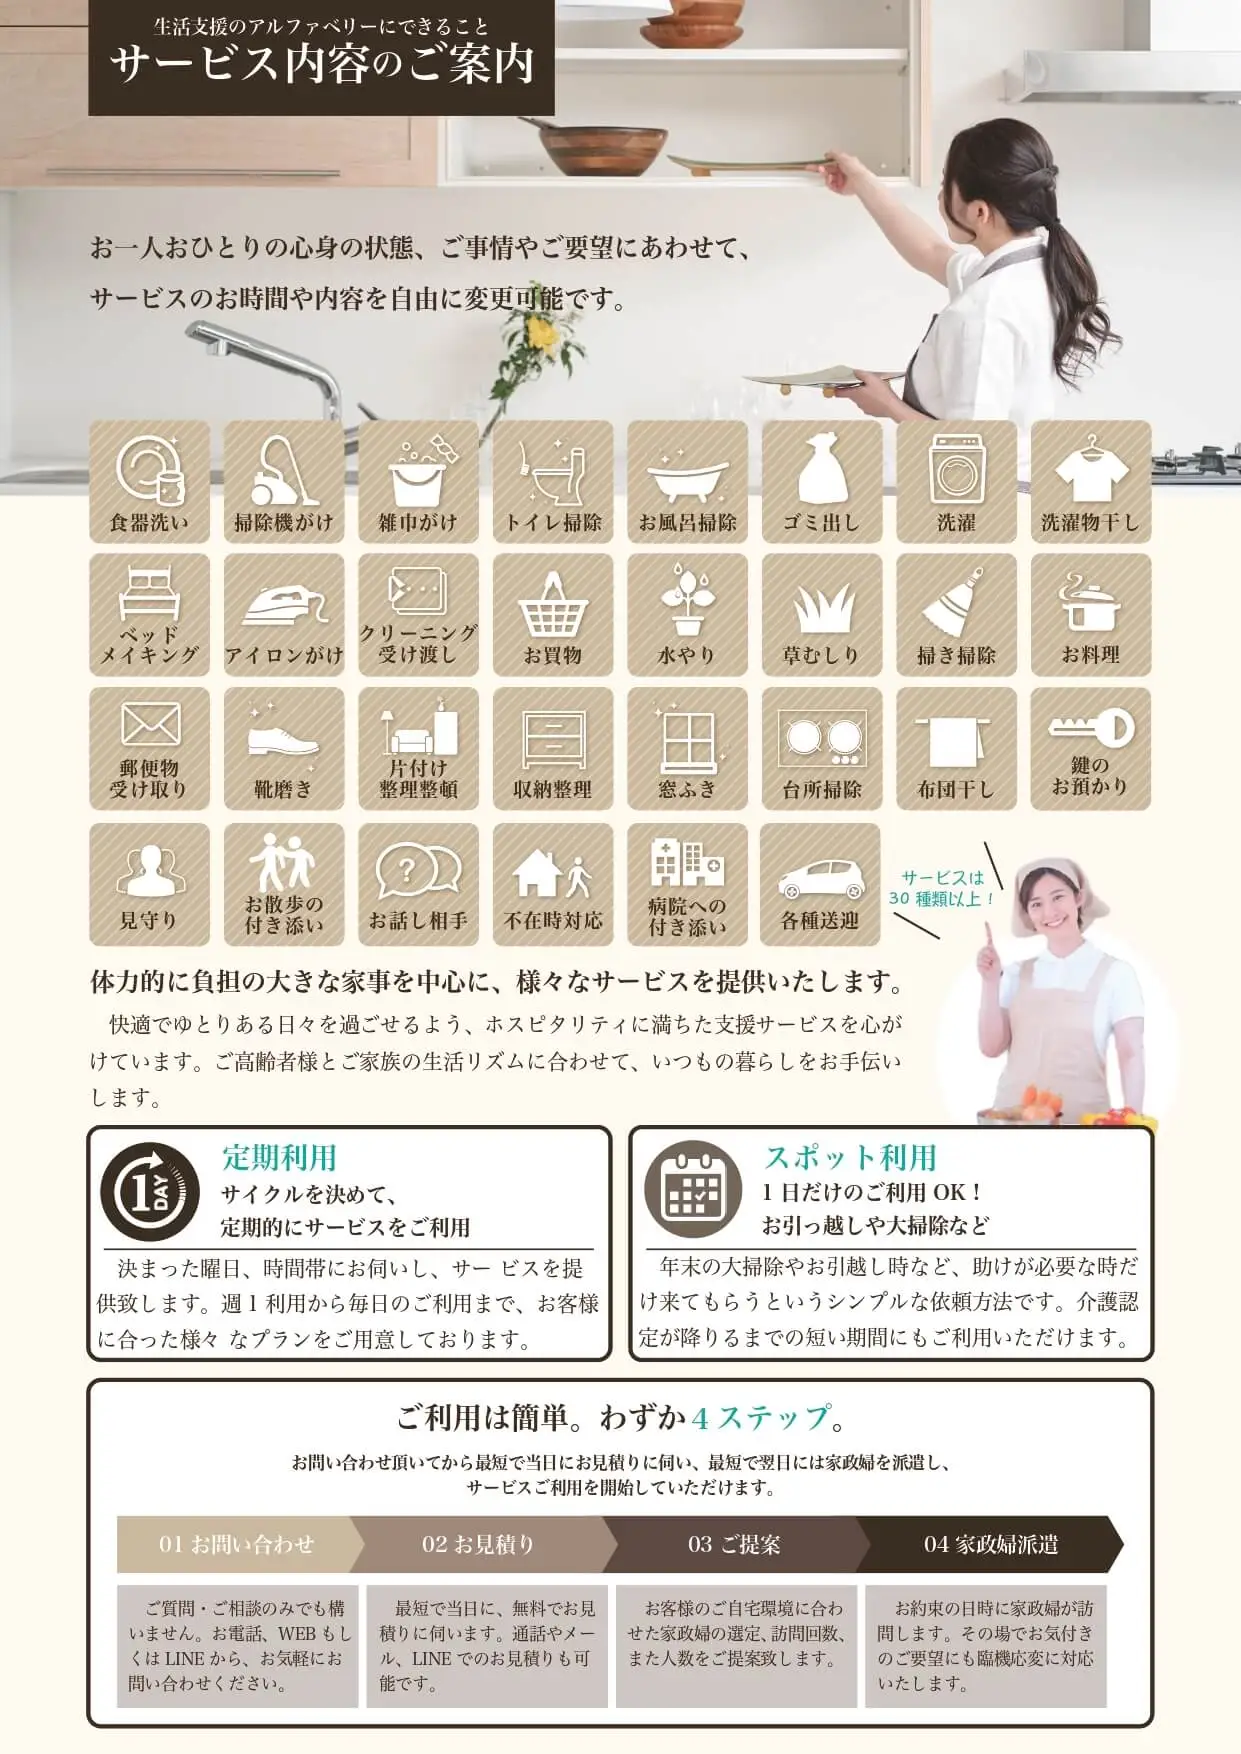 生活支援のアルファベリーにできること
サービス内容のご案内
お一人おひとりの心身の状態、ご事情やご要望にあわせて、
サービスのお時間や内容を自由に変更可能です。
食器洗い
掃除機がけ
雑巾がけ
トイレ掃除
お風呂掃除
ゴミ出し
洗濯
洗濯物干し
ベッド
メイキング
アイロンがけ
クリーニング
受け渡し
お買物
水やり
草むしり
掃き掃除
お料理
郵便物
受け取り
靴磨き
片付け
整理整頓
収納整理
窓ふき
台所掃除
布団干し
鍵の
お預かり
見守り
お散歩の
付き添い
?
お話し相手
不在時対応
病院への
付き添い
各種送迎
サービスは
30 種類以上!
体力的に負担の大きな家事を中心に、様々なサービスを提供いたします。
快適でゆとりある日々を過ごせるよう、ホスピタリティに満ちた支援サービスを心が
けています。ご高齢者様とご家族の生活リズムに合わせて、いつもの暮らしをお手伝い
します。
1 DAY
定期利用
サイクルを決めて、
定期的にサービスをご利用
決まった曜日、時間帯にお伺いし、サー ビスを提
供致します。週 1 利用から毎日のご利用まで、お客様
に合った様々 なプランをご用意しております。
スポット利用
1 日だけのご利用 OK !
お引っ越しや大掃除など
年末の大掃除やお引越し時など、助けが必要な時だ
け来てもらうというシンプルな依頼方法です。介護認
定が降りるまでの短い期間にもご利用いただけます。
ご利用は簡単。わずか 4 ステップ。
お問い合わせ頂いてから最短で当日にお見積りに伺い、最短で翌日には家政婦を派遣し、
サービスご利用を開始していただけます。
01 お問い合わせ
02 お見積り
03 ご提案
04 家政婦派遣
ご質問・ご相談のみでも構
いません。お電話、WEB もし
くは LINE から、お気軽にお
問い合わせください。
最短で当日に、無料でお見
積りに伺います。通話やメー
ル、LINE でのお見積りも可
能です。
お客様のご自宅環境に合わ
せた家政婦の選定、訪問回数、
また人数をご提案致します。
お約束の日時に家政婦が訪
問します。その場でお気付き
のご要望にも臨機応変に対応
いたします。